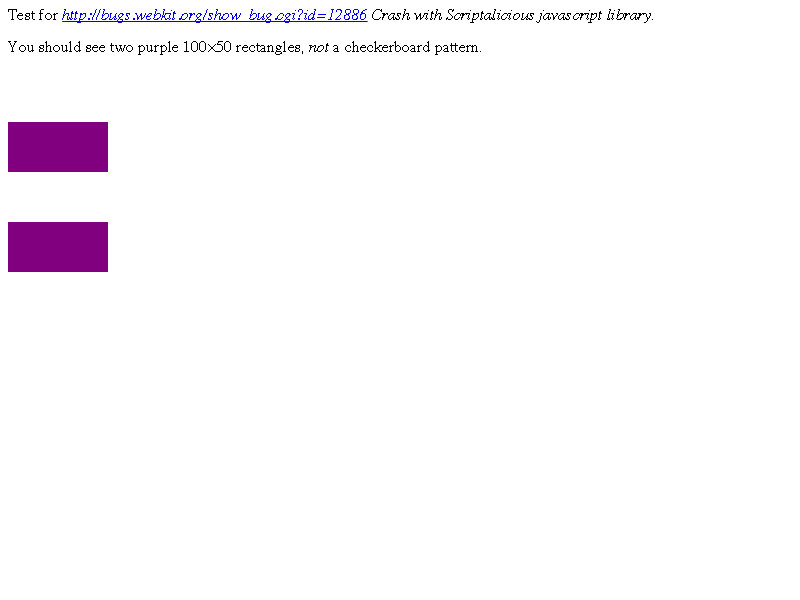 Test for http://bugs.webkit.org/show_bug.cgi?id=12886 Crash with Scriptalicious javascript library.
You should see two purple 100×50 rectangles, not a checkerboard pattern.